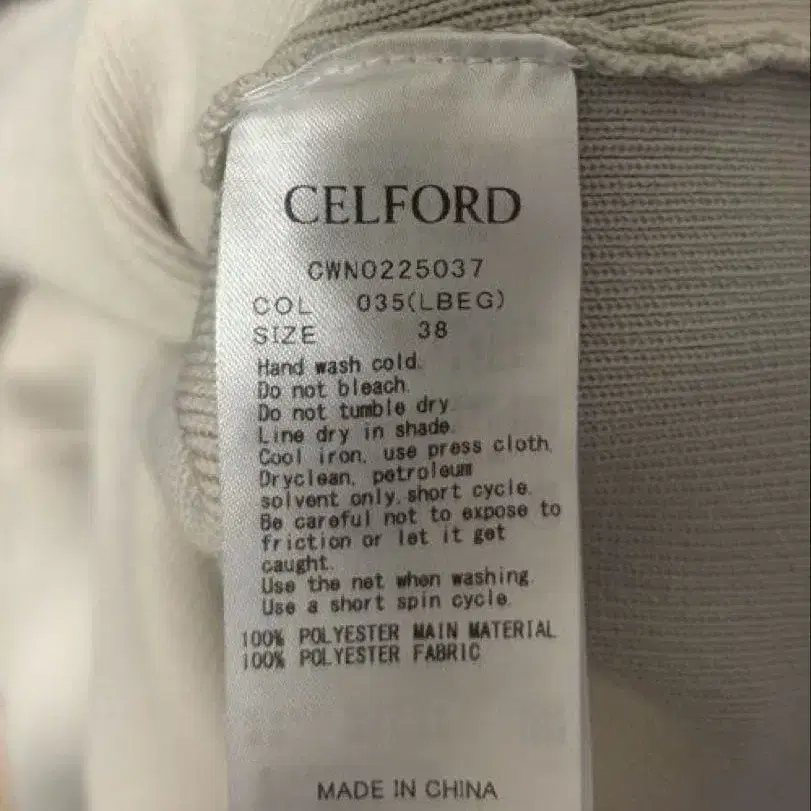 CELFORD
CWNO225037
COL 035(LBEG)
SIZE 38
Hand wash cold.
Do not bleach.
Do not tumble dry.
Line dry in shade.
Cool iron, use press cloth.
Dryclean, petroleum
solvent only, short cycle.
Be careful not to expose to
friction or let it get
caught.
Use the net when washing.
Use a short spin cycle.
100% POLYESTER MAIN MATERIAL
100% POLYESTER FABRIC
MADE IN CHINA